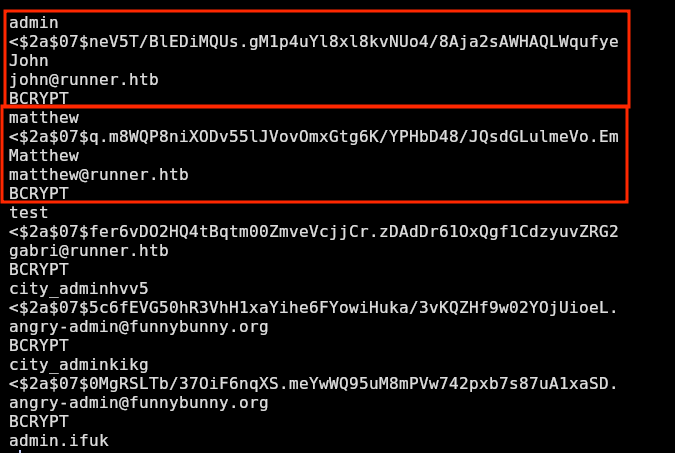 admin
<$2a$07$neV5T/BlEDiMQUs.gM1p4uYl8xl8kvNUo4/8Aja2sAWHAQLWqufye
John
john@runner.htb
BCRYPT
matthew
<$2a$07$q.m8WQP8niXODv55lJVovOmxGtg6K/YPHbD48/JQsdGLulmeVo.Em
Matthew
matthew@runner.htb
BCRYPT
test
<$2a$07$fer6vDO2HQ4tBqtm00ZmveVcjjCr.zDAdDr61OxQgf1CdzyuvZRG2
gabri@runner.htb
BCRYPT
city_adminhvv5
<$2a$07$5c6fEVG50hR3VhH1xaYihe6FYowiHuka/3vKQZHf9w02YOjUioeL.
angry-admin@funnybunny.org
BCRYPT
city_adminkikg
<$2a$07$0MgRSLTb/37OiF6nqXS.meYwWQ95uM8mPVw742pxb7s87uA1xaSD.
angry-admin@funnybunny.org
BCRYPT
admin.ifuk